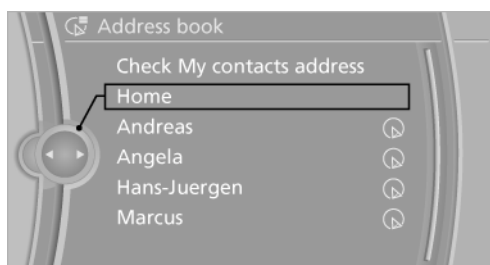 Address book
Check My contacts address
Home
Andreas
Angela
Hans-Juergen
Marcus